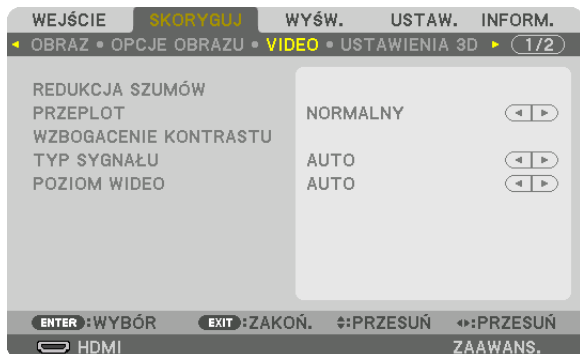 WEJŚCIE SKORYGUJ WYŚW. USTAW. INFORM.
◄ OBRAZ • OPCJE OBRAZU • VIDEO • USTAWIENIA 3D ► 1/2
REDUKCJA SZUMÓW
PRZEPLOT NORMALNY
WZBOGACENIE KONTRASTU
TYP SYGNAŁU AUTO
POZIOM WIDEO AUTO
ENTER :WYBÓR EXIT :ZAKOŃ. :PRZESUŃ :PRZESUŃ
HDMI ZAAWANS.